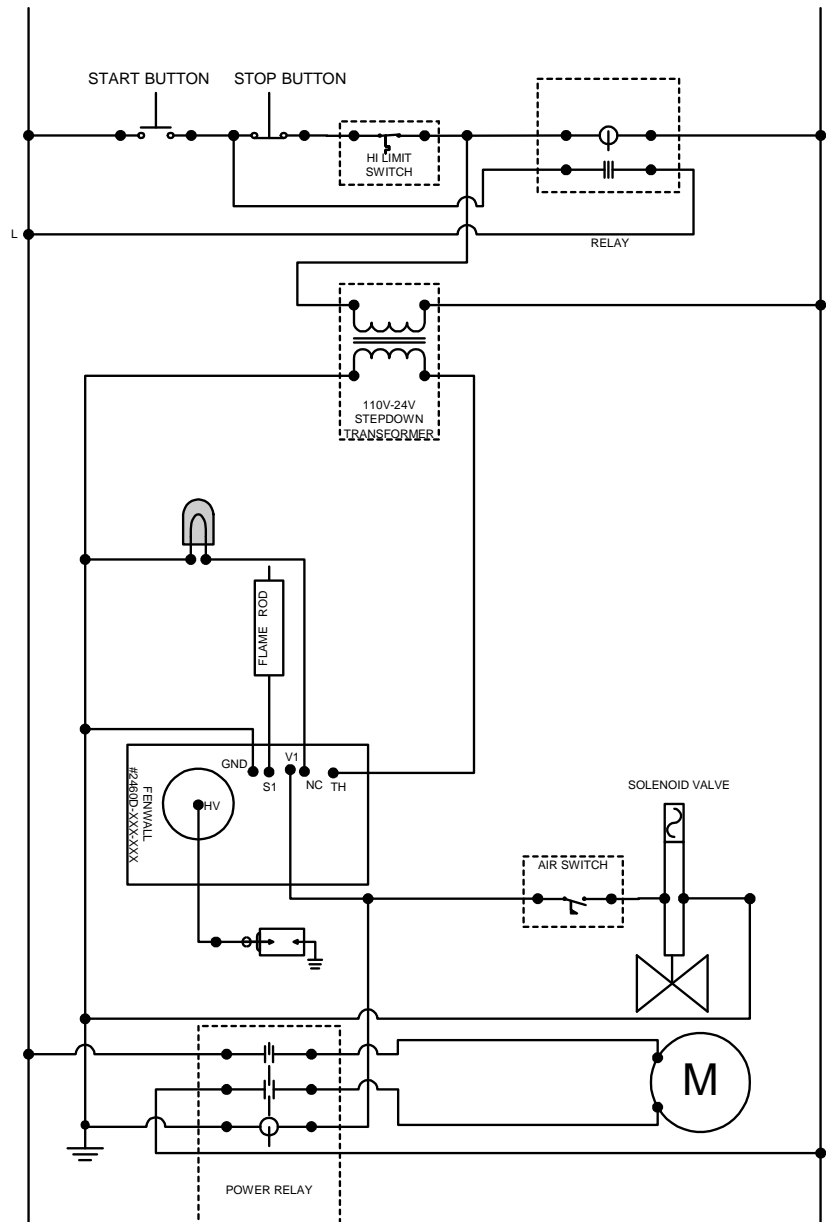 START BUTTON
STOP BUTTON
HI LIMIT
SWITCH
L
RELAY
110V-24V
STEPDOWN
TRANSFORMER
FLAME ROD
GND
S1
V1
NC
TH
HV
FENWALL
#2460D-XXX-XXX
SOLENOID VALVE
AIR SWITCH
M
POWER RELAY